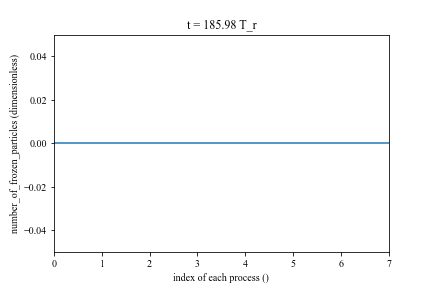 t = 185.98 T_r
number_of_frozen_particles (dimensionless)
0.04
0.02
0.00
−0.02
−0.04
0 1 2 3 4 5 6 7
index of each process ()